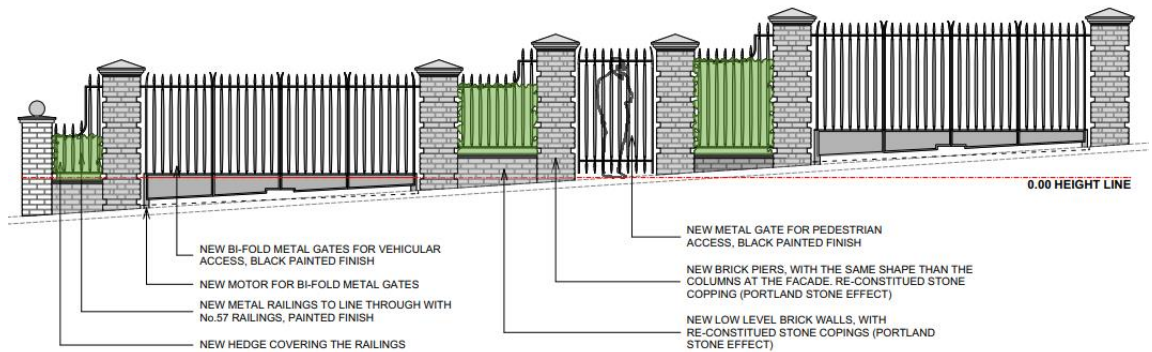 0.00 HEIGHT LINE
NEW BI-FOLD METAL GATES FOR VEHICULAR
ACCESS, BLACK PAINTED FINISH
NEW MOTOR FOR BI-FOLD METAL GATES
NEW METAL RAILINGS TO LINE THROUGH WITH
No.57 RAILINGS, PAINTED FINISH
NEW HEDGE COVERING THE RAILINGS
NEW METAL GATE FOR PEDESTRIAN
ACCESS, BLACK PAINTED FINISH
NEW BRICK PIERS, WITH THE SAME SHAPE THAN THE
COLUMNS AT THE FACADE. RE-CONSTITUED STONE
COPPING (PORTLAND STONE EFFECT)
NEW LOW LEVEL BRICK WALLS, WITH
RE-CONSTITUED STONE COPINGS (PORTLAND
STONE EFFECT)